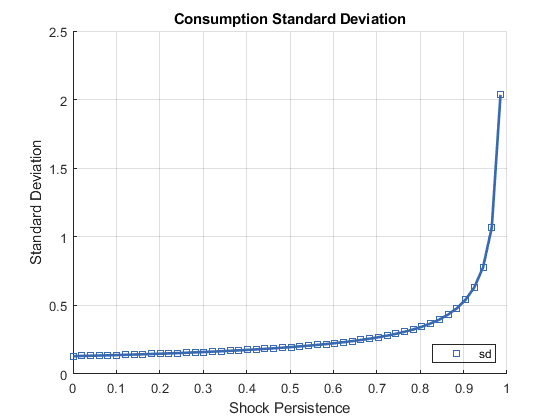 Consumption Standard Deviation
2.5
2
1.5
1
0.5
0
Standard Deviation
0 0.1 0.2 0.3 0.4 0.5 0.6 0.7 0.8 0.9 1
Shock Persistence
sd